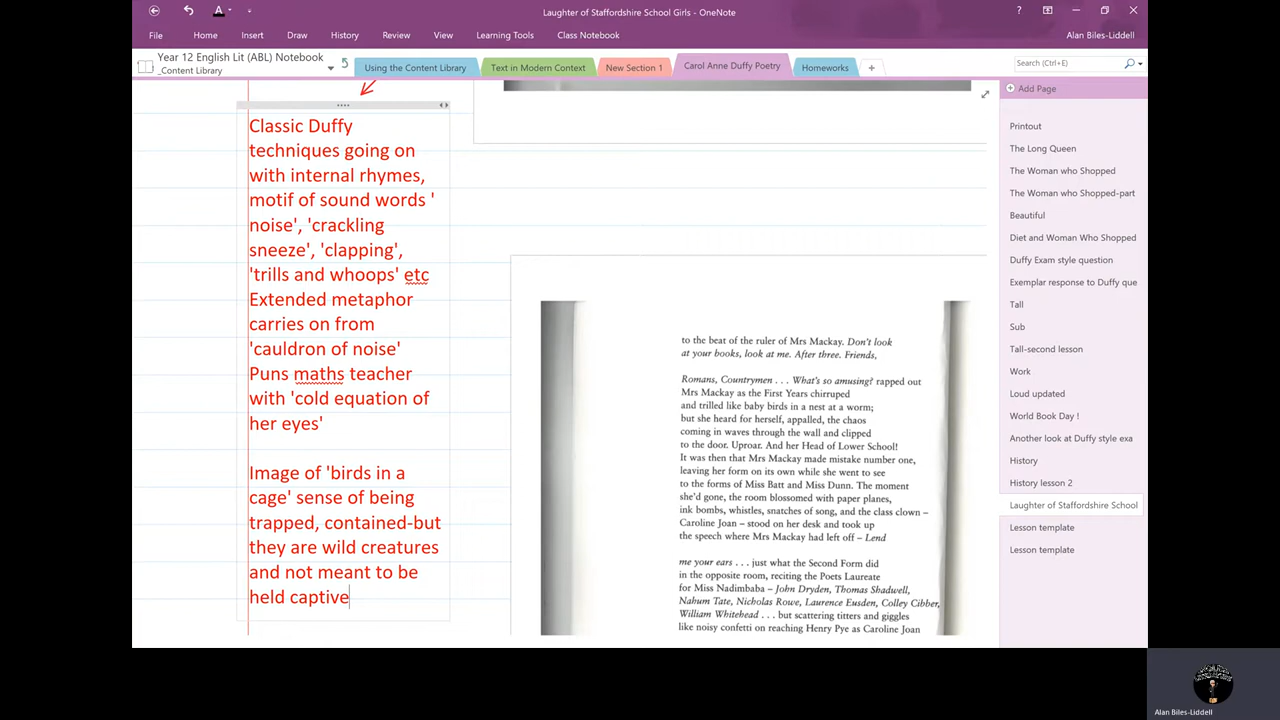 Laughter of Staffordshire School Girls - OneNote
File Home Insert Draw History Review View Learning Tools Class Notebook Alan Biles-Liddell
Year 12 English Lit (ABL) Notebook
_Content Library
Using the Content Library Text in Modern Context New Section 1 Carol Anne Duffy Poetry Homeworks
Search (Ctrl+E)
Add Page
Classic Duffy
techniques going on
with internal rhymes,
motif of sound words '
noise', 'crackling
sneeze', 'clapping',
'trills and whoops' etc
Extended metaphor
carries on from
'cauldron of noise'
Puns maths teacher
with 'cold equation of
her eyes'
Image of 'birds in a
cage' sense of being
trapped, contained-but
they are wild creatures
and not meant to be
held captive
to the beat of the ruler of Mrs Mackay. Don't look
at your books, look at me. After three. Friends,
Romans, Countrymen . . . What's so amusing? rapped out
Mrs Mackay as the First Years chirruped
and trilled like baby birds in a nest at a worm;
but she heard for herself, appalled, the chaos
coming in waves through the wall and clipped
to the door. Uproar. And her Head of Lower School!
It was then that Mrs Mackay made mistake number one,
leaving her form on its own while she went to see
to the forms of Miss Batt and Miss Dunn. The moment
she'd gone, the room blossomed with paper planes,
ink bombs, whistles, snatches of song, and the class clown –
Caroline Joan – stood on her desk and took up
the speech where Mrs Mackay had left off – Lend
me your ears . . . just what the Second Form did
in the opposite room, reciting the Poets Laureate
for Miss Nadimbaba – John Dryden, Thomas Shadwell,
Nahum Tate, Nicholas Rowe, Laurence Eusden, Colley Cibber,
William Whitehead . . . but scattering titters and giggles
like noisy confetti on reaching Henry Pye as Caroline Joan
Printout
The Long Queen
The Woman who Shopped
The Woman who Shopped-part
Beautiful
Diet and Woman Who Shopped
Duffy Exam style question
Exemplar response to Duffy que
Tall
Sub
Tall-second lesson
Work
Loud updated
World Book Day !
Another look at Duffy style exa
History
History lesson 2
Laughter of Staffordshire School
Lesson template
Lesson template
Alan Biles-Liddell